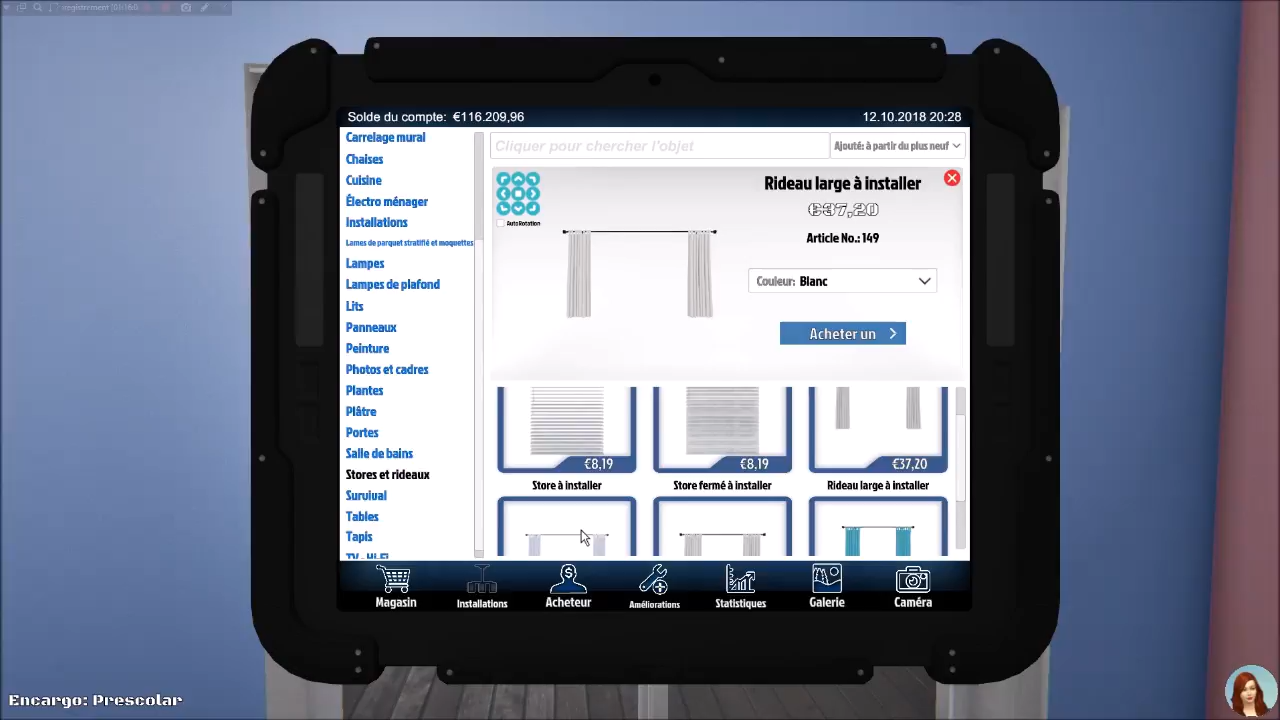 egistrement
Solde du compte: €116.209,96
12.10.2018 20:28
Carrelage mural
Chaises
Cuisine
Électro ménager
Installations
Lames de parquet stratifié et moquettes
Lampes
Lampes de plafond
Lits
Panneaux
Peinture
Photos et cadres
Plantes
Plâtre
Portes
Salle de bains
Stores et rideaux
Survival
Tables
Tapis
TV - Hi-Fi
Cliquer pour chercher l'objet
Ajouté: à partir du plus neuf
Auto Rotation
Rideau large à installer
€37,20
Article No.: 149
Couleur: Blanc
Acheter un
€8,19
€8,19
€37,20
Store à installer
Store fermé à installer
Rideau large à installer
Magasin
Installations
Acheteur
Améliorations
Statistiques
Galerie
Caméra
Encargo: Prescolar